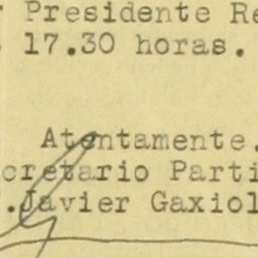 Presidente Re
17.30 horas.
Atentamente.
cretario Parti
.Javier Gaxiol